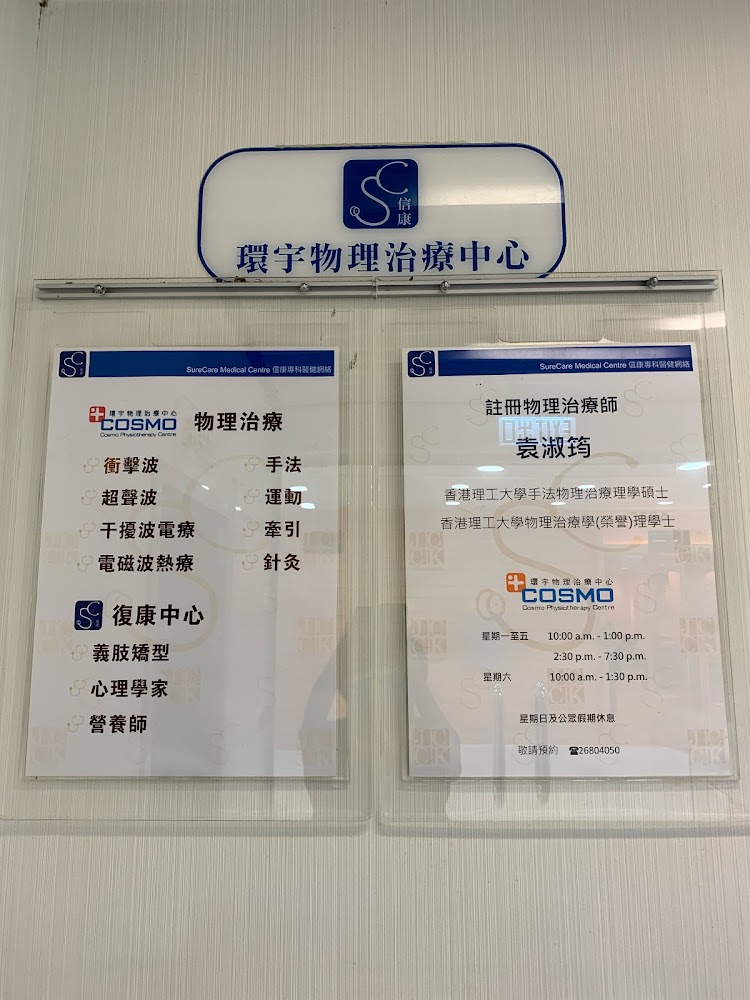 信康
環宇物理治療中心
SureCare Medical Centre 信康專科醫健網絡
環宇物理治療中心
COSMO
Cosmo Physiotherapy Centre
物理治療
衝擊波
手法
超聲波
運動
干擾波電療
牽引
電磁波熱療
針灸
復康中心
義肢矯型
心理學家
營養師
SureCare Medical Centre 信康專科醫健網絡
註冊物理治療師
袁淑筠
香港理工大學手法物理治療理學碩士
香港理工大學物理治療學(榮譽)理學士
環宇物理治療中心
COSMO
Cosmo Physiotherapy Centre
星期一至五 10:00 a.m. - 1:00 p.m.
2:30 p.m. - 7:30 p.m.
星期六 10:00 a.m. - 1:30 p.m.
星期日及公眾假期休息
敬請預約 ☎26804050